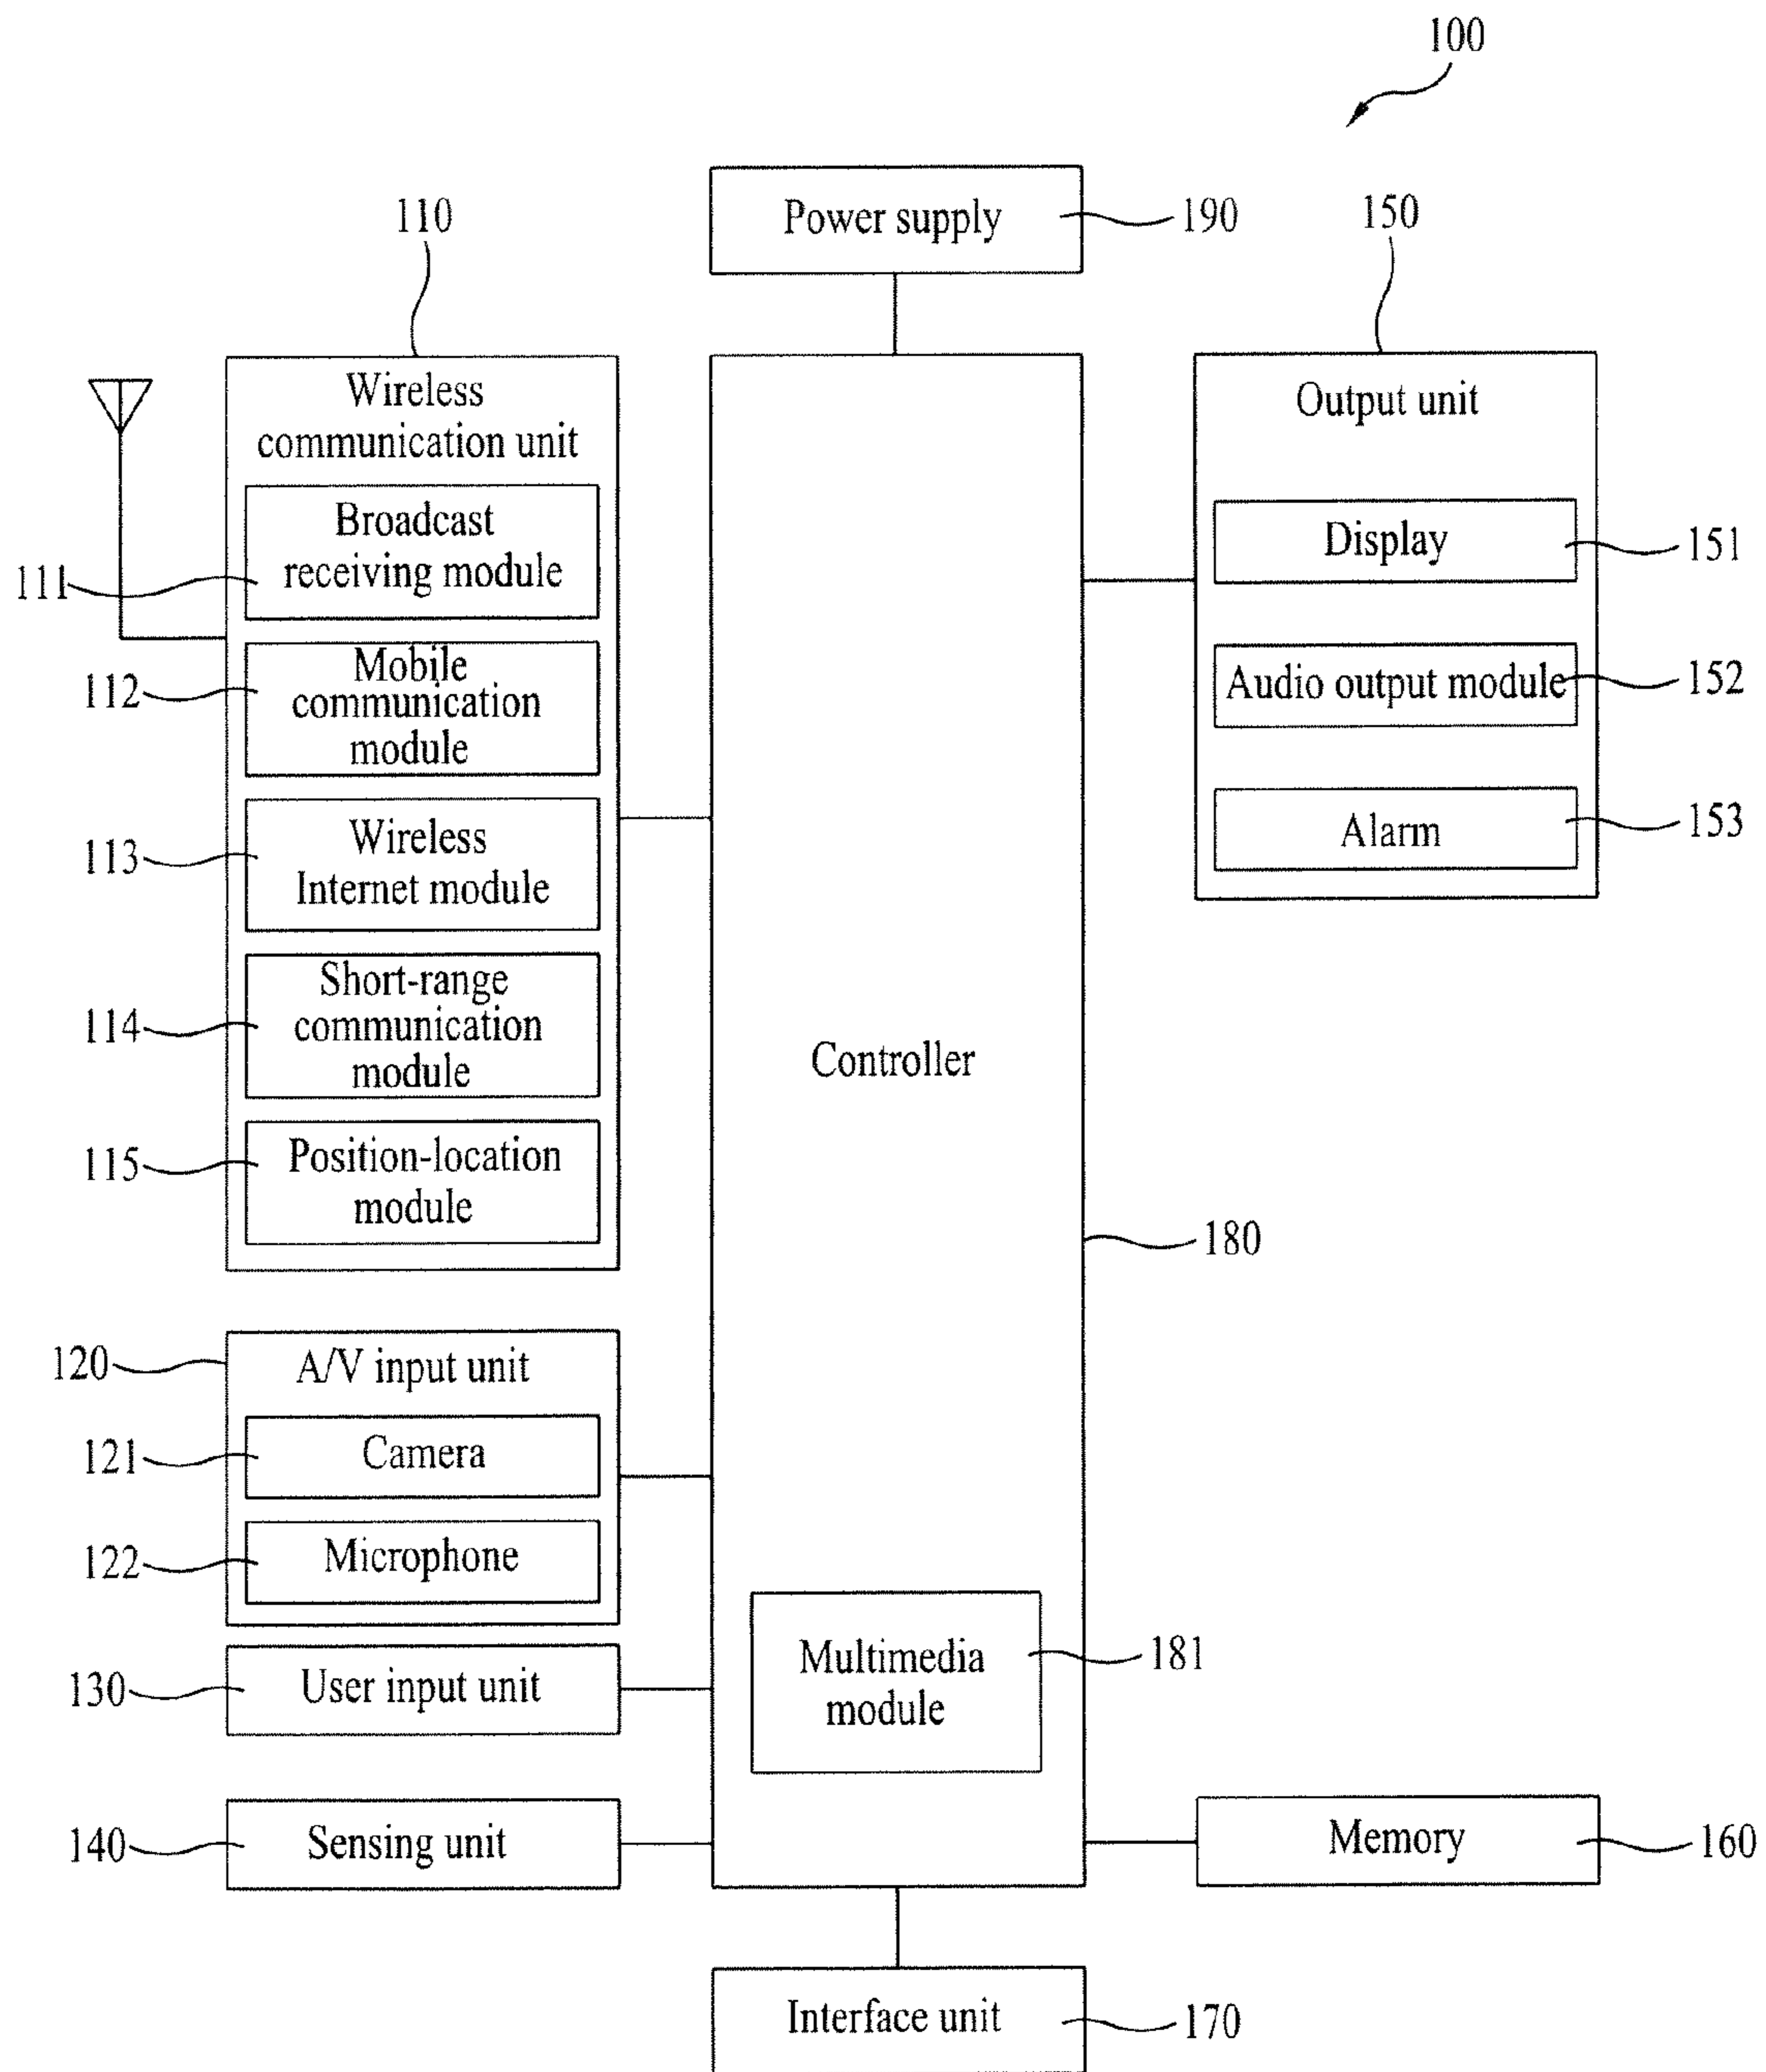 100
Power supply
190
110
150
Wireless
communication unit
Broadcast
receiving module
111
Mobile
communication
module
112
Wireless
Internet module
113
Short-range
communication
module
114
Position-location
module
115
Output unit
Display
151
Audio output module
152
Alarm
153
Controller
180
120
A/V input unit
121
Camera
122
Microphone
130
User input unit
Multimedia
module
181
140
Sensing unit
Memory
160
Interface unit
170